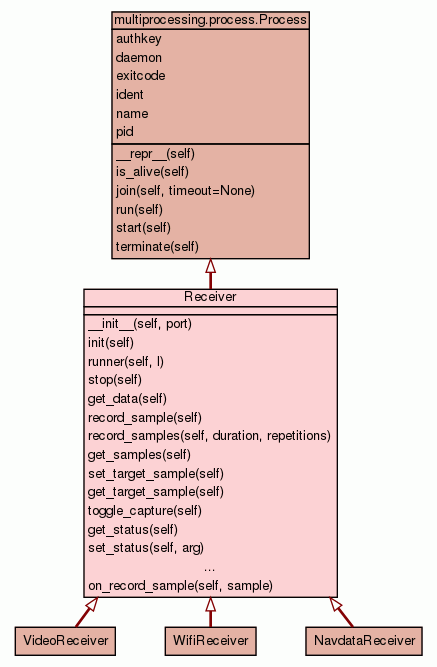 multiprocessing.process.Process
authkey
daemon
exitcode
ident
name
pid
__repr__(self)
is_alive(self)
join(self, timeout=None)
run(self)
start(self)
terminate(self)
Receiver
__init__(self, port)
init(self)
runner(self, l)
stop(self)
get_data(self)
record_sample(self)
record_samples(self, duration, repetitions)
get_samples(self)
set_target_sample(self)
get_target_sample(self)
toggle_capture(self)
get_status(self)
set_status(self, arg)
...
on_record_sample(self, sample)
VideoReceiver WifiReceiver NavdataReceiver